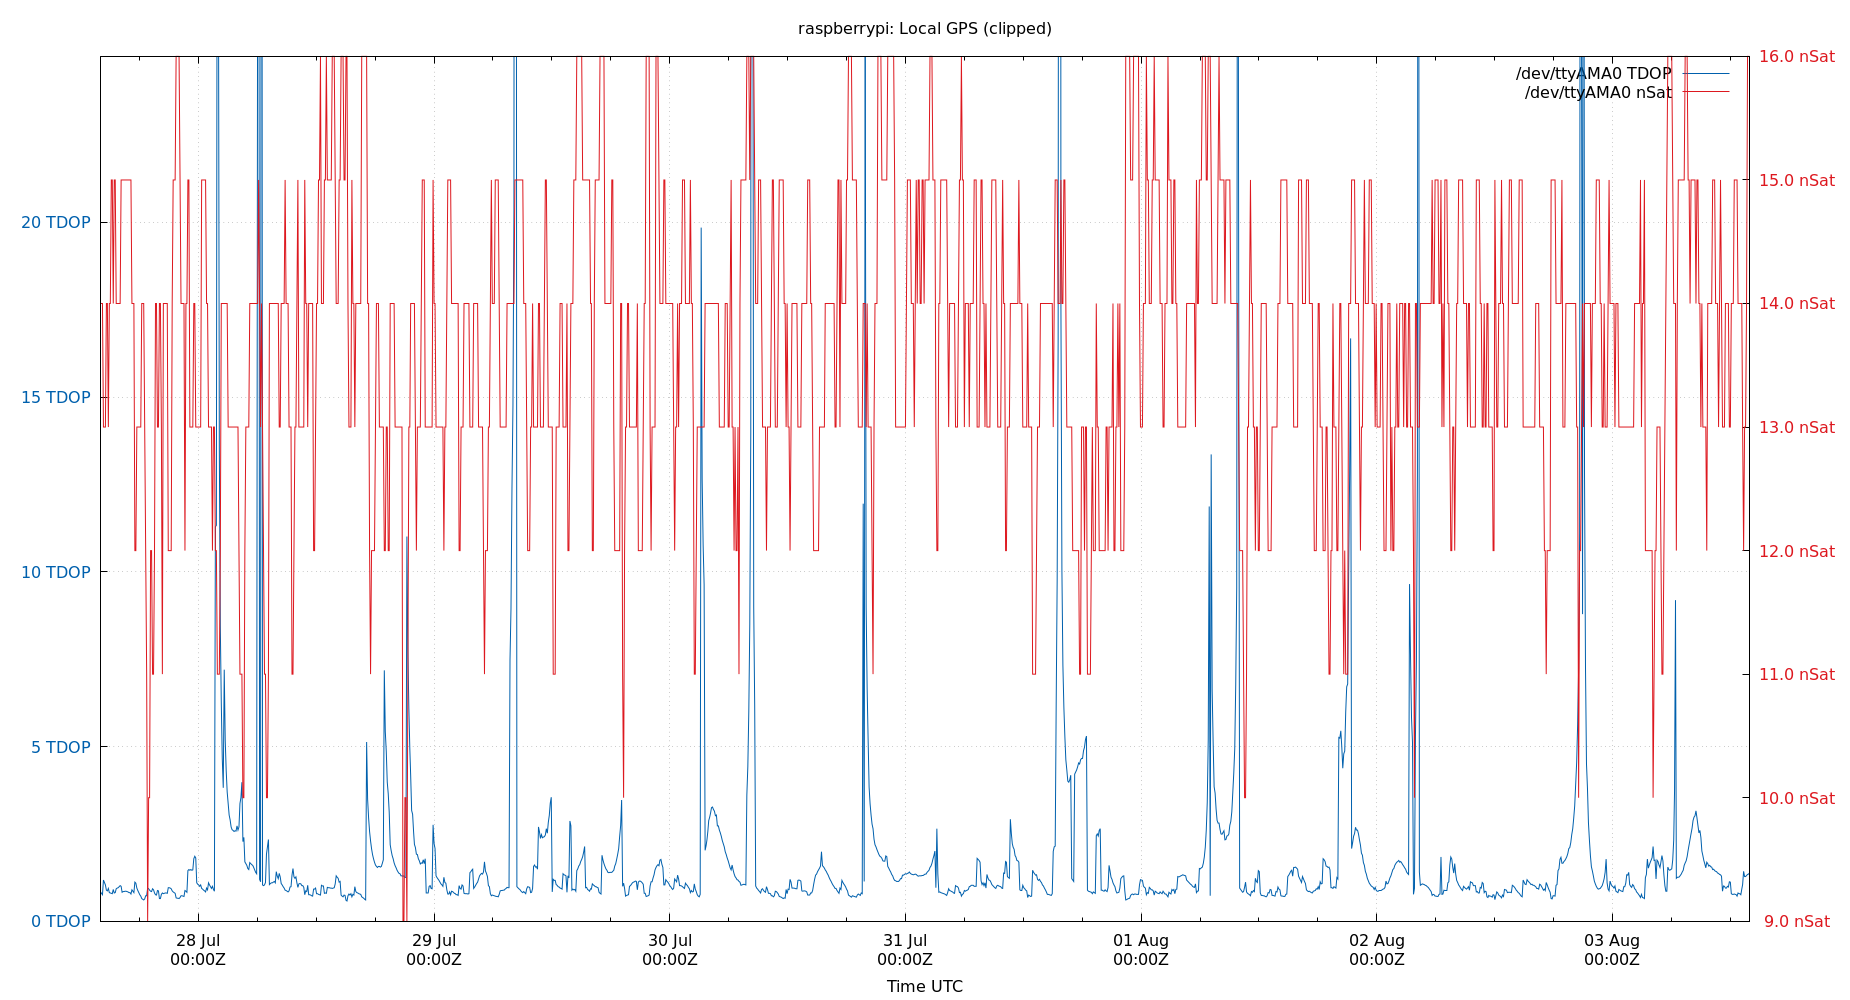 raspberrypi: Local GPS (clipped)
/dev/ttyAMA0 TDOP
/dev/ttyAMA0 nSat
20 TDOP
15 TDOP
10 TDOP
5 TDOP
0 TDOP
16.0 nSat
15.0 nSat
14.0 nSat
13.0 nSat
12.0 nSat
11.0 nSat
10.0 nSat
9.0 nSat
28 Jul
00:00Z
29 Jul
00:00Z
30 Jul
00:00Z
31 Jul
00:00Z
01 Aug
00:00Z
02 Aug
00:00Z
03 Aug
00:00Z
Time UTC